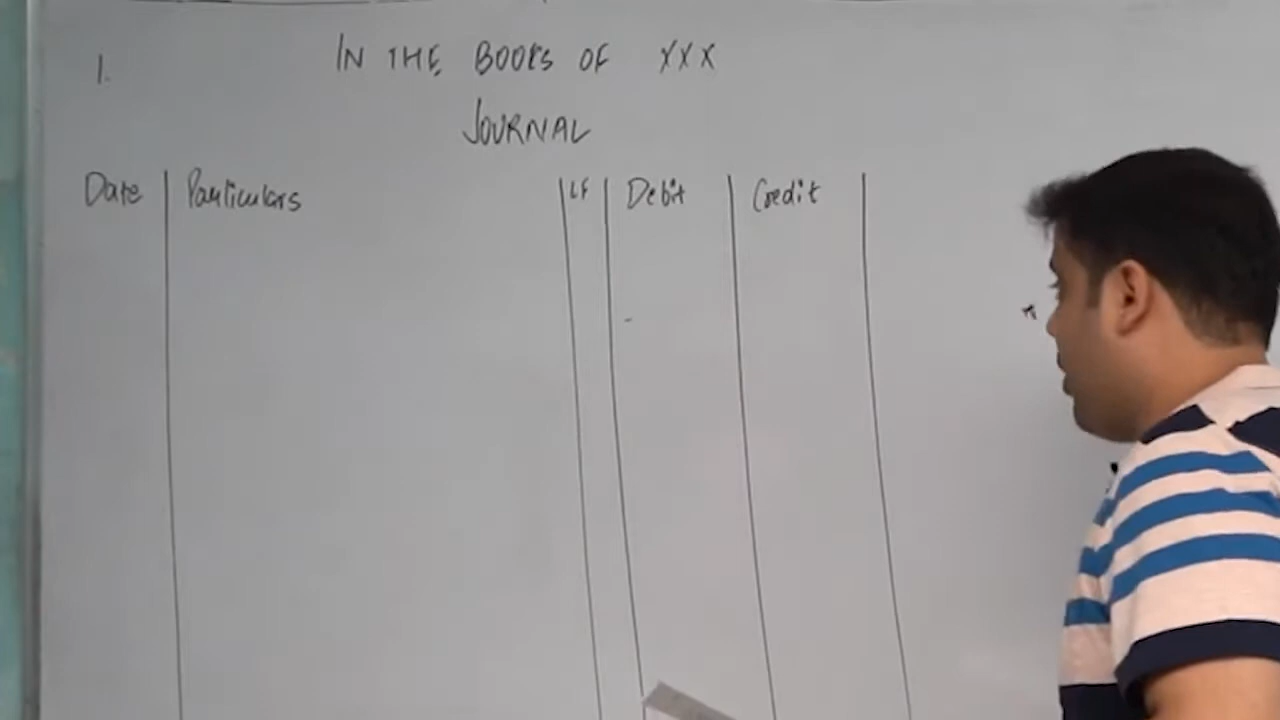 1.
IN THE BOOKS OF XXX
JOURNAL
Date Particulars LF Debit Credit